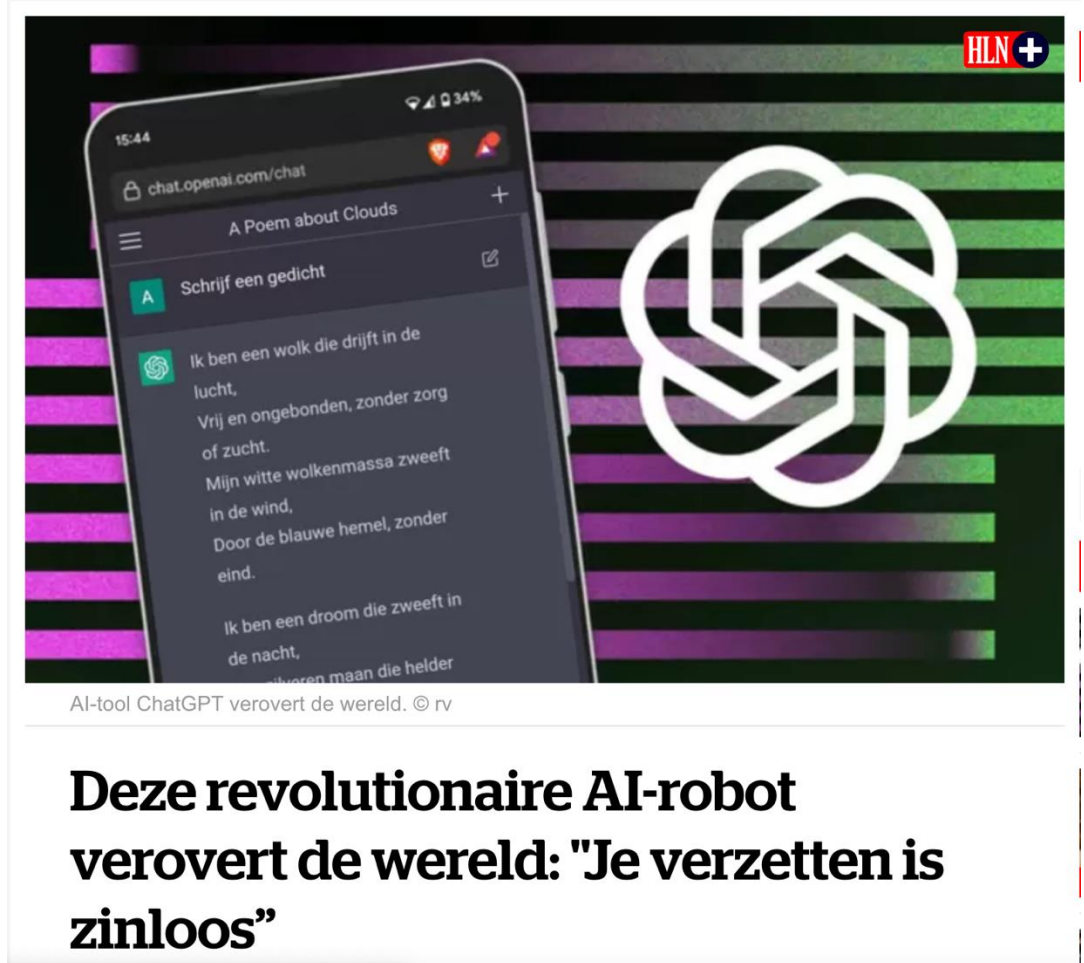 HLN+
15:44
34%
chat.openai.com/chat
A Poem about Clouds
A
Schrijf een gedicht
Ik ben een wolk die drijft in de
lucht,
Vrij en ongebonden, zonder zorg
of zucht.
Mijn witte wolkenmassa zweeft
in de wind,
Door de blauwe hemel, zonder
eind.
Ik ben een droom die zweeft in
de nacht,
maan die helder
AI-tool ChatGPT verovert de wereld. © rv
Deze revolutionaire AI-robot
verovert de wereld: "Je verzetten is
zinloos”